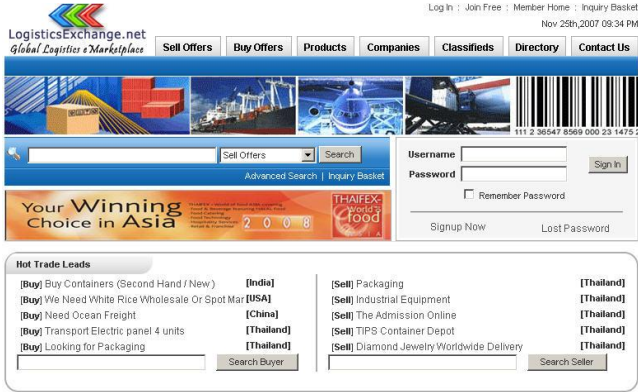 Log In : Join Free : Member Home : Inquiry Basket
Nov 25th,2007 09:34 PM
LogisticsExchange.net
Global Logistics eMarketplace
Sell Offers Buy Offers Products Companies Classifieds Directory Contact Us
111 2 36547 8569 000 23 1475 2
Sell Offers Search
Advanced Search | Inquiry Basket
Username
Password
Sign In
Remember Password
Signup Now Lost Password
Your Winning
Choice in Asia
2 0 0 8
THAIFEX-
World of
food
Hot Trade Leads
[Buy] Buy Containers (Second Hand / New ) [India]
[Buy] We Need White Rice Wholesale Or Spot Mar [USA]
[Buy] Need Ocean Freight [China]
[Buy] Transport Electric panel 4 units [Thailand]
[Buy] Looking for Packaging [Thailand]
Search Buyer
[Sell] Packaging [Thailand]
[Sell] Industrial Equipment [Thailand]
[Sell] The Admission Online [Thailand]
[Sell] TIPS Container Depot [Thailand]
[Sell] Diamond Jewelry Worldwide Delivery [Thailand]
Search Seller